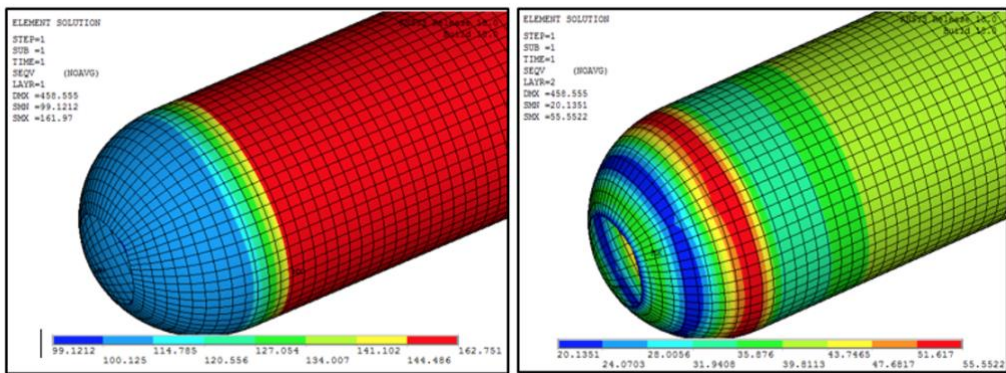 ELEMENT SOLUTION
STEP=1
SUB =1
TIME=1
SEQV (NOAVG)
LAYR=1
DMX =458.555
SMN =99.1212
SMX =161.97
99.1212 114.785 127.054 141.102 162.751
100.125 120.556 134.007 144.486
ELEMENT SOLUTION
STEP=1
SUB =1
TIME=1
SEQV (NOAVG)
LAYR=2
DMX =458.555
SMN =20.1351
SMX =55.5522
20.1351 28.0056 35.876 43.7465 51.617
24.0703 31.9408 39.8113 47.6817 55.5522